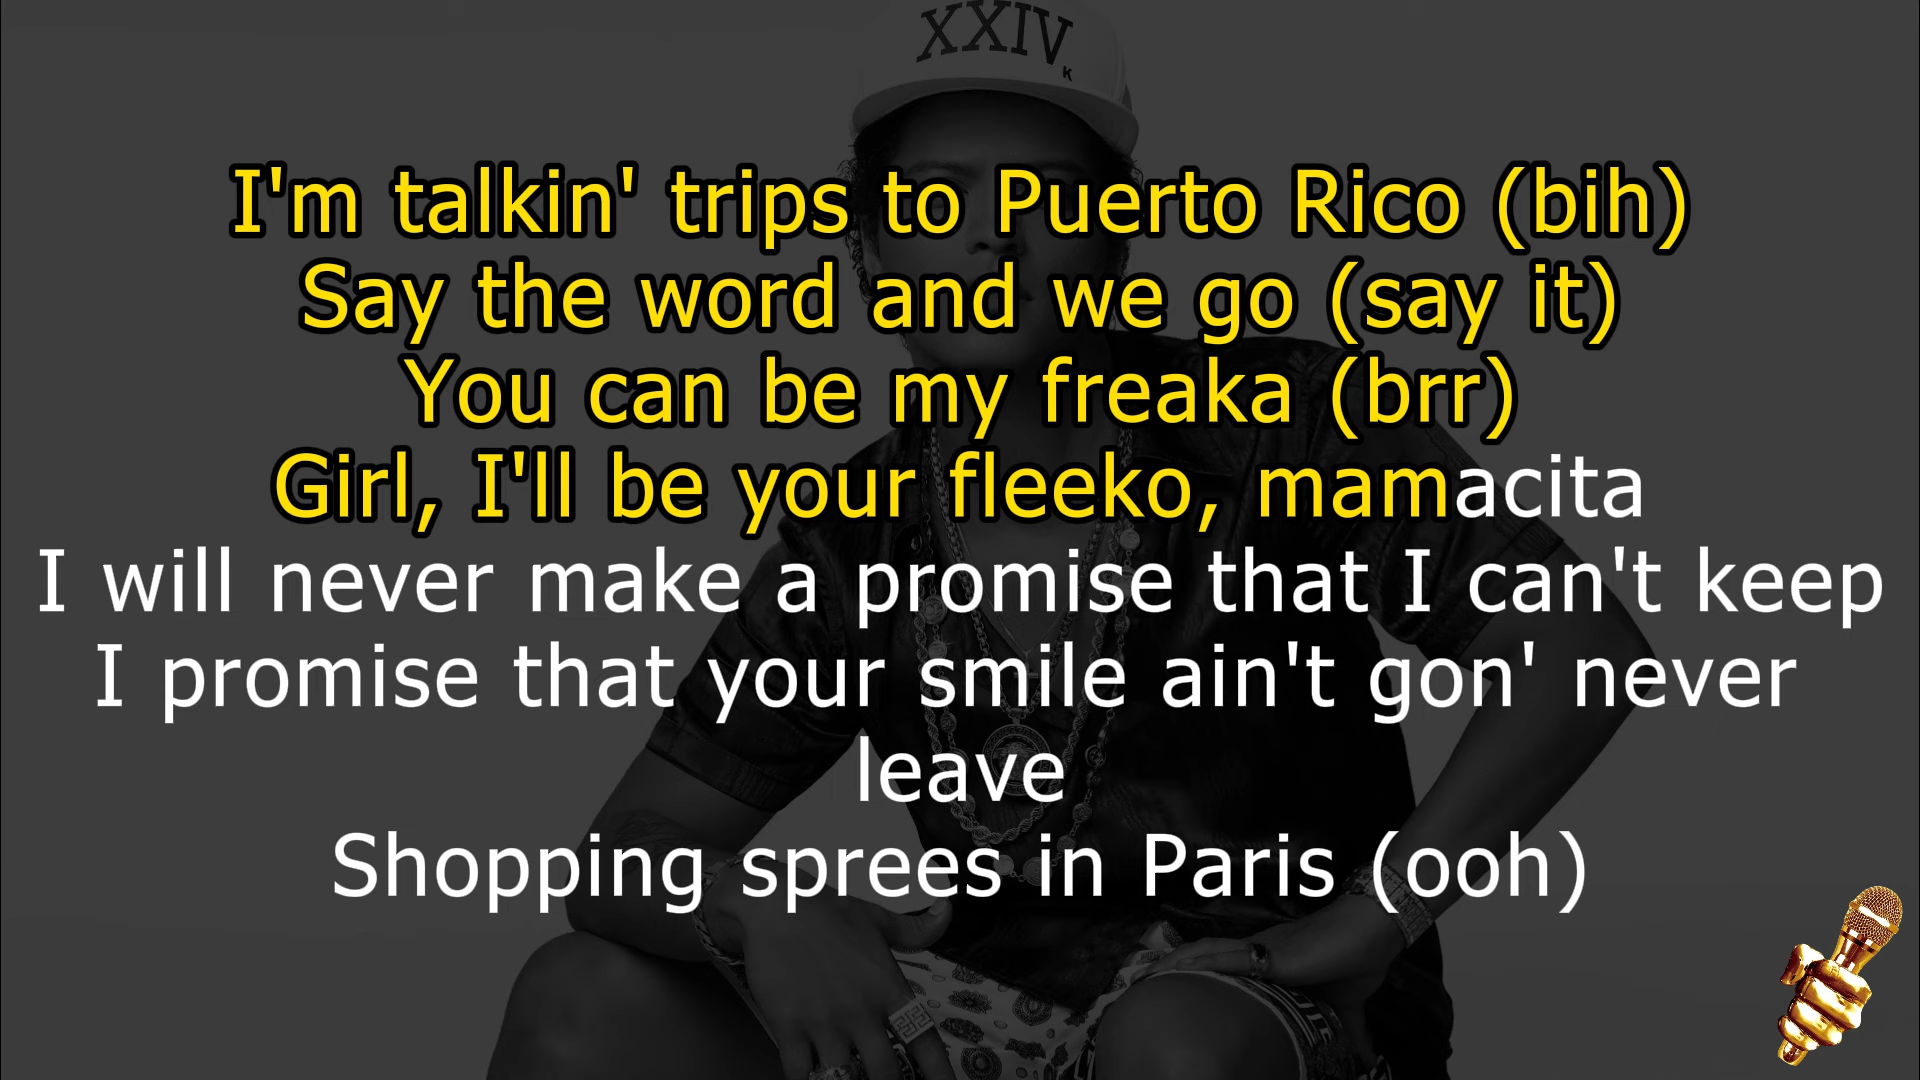 XXIV
K
I'm talkin' trips to Puerto Rico (bih)
Say the word and we go (say it)
You can be my freaka (brr)
Girl, I'll be your fleeko, mamacita
I will never make a promise that I can't keep
I promise that your smile ain't gon' never
leave
Shopping sprees in Paris (ooh)